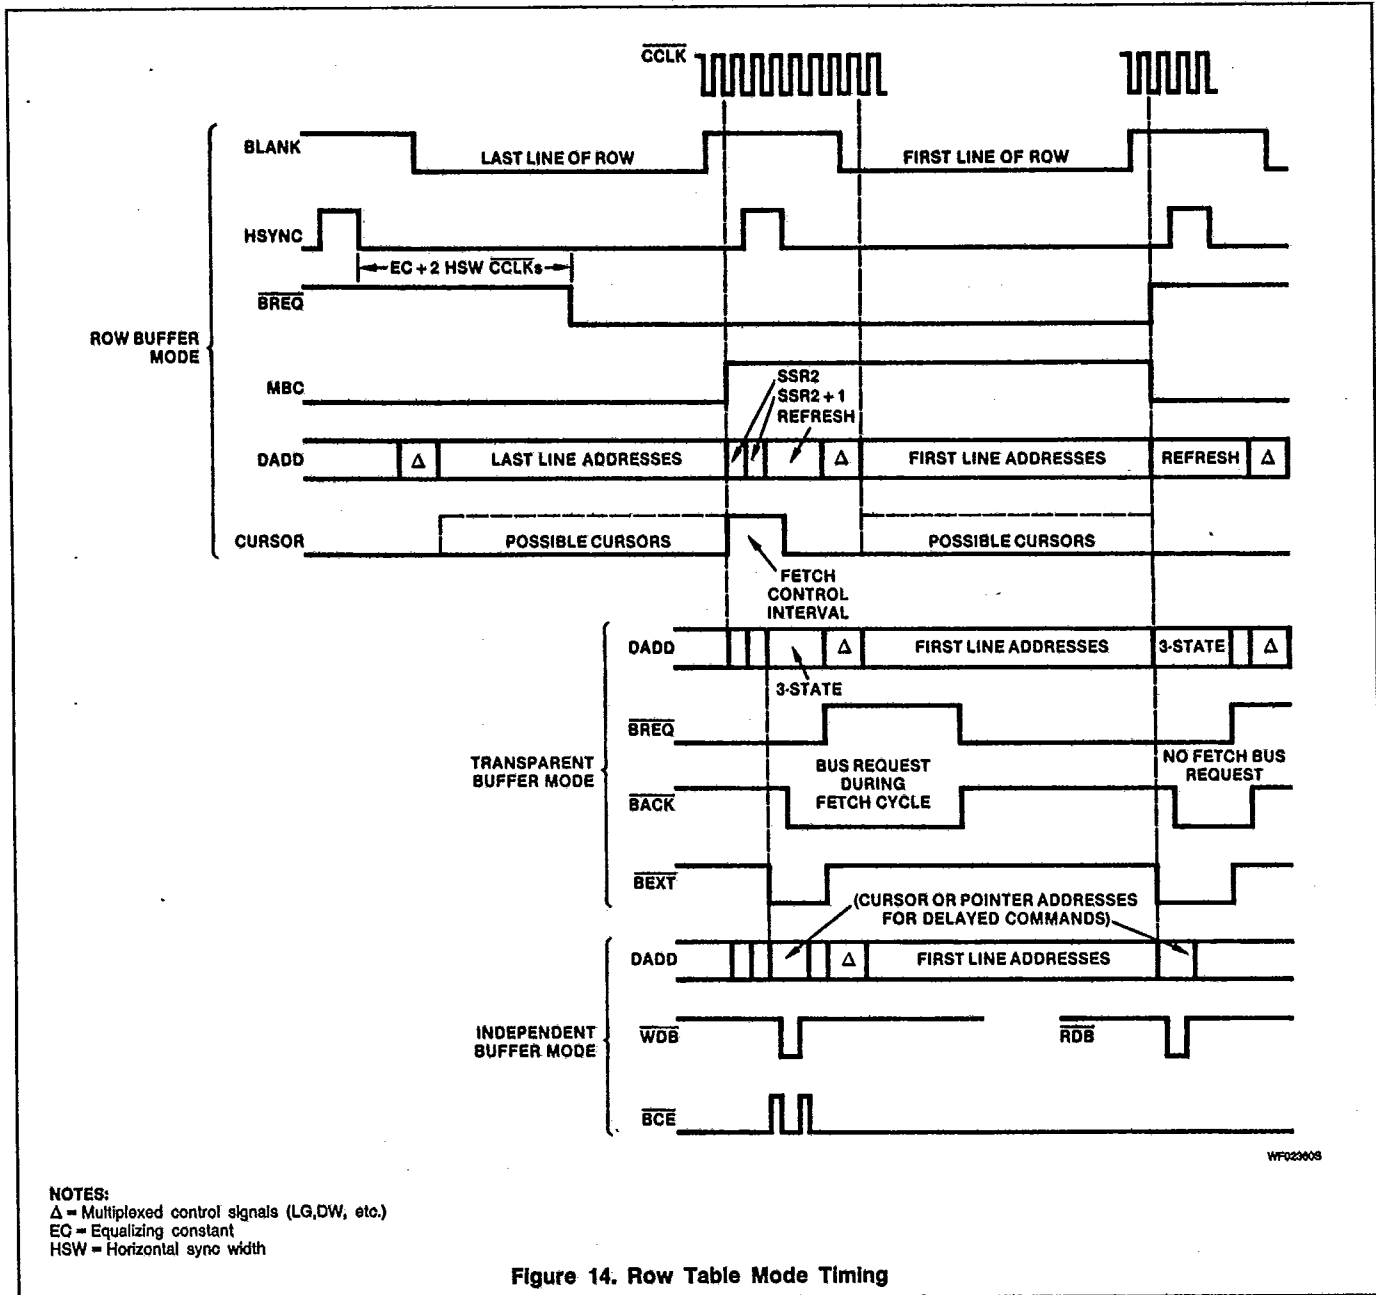 CCLK
BLANK
LAST LINE OF ROW
FIRST LINE OF ROW
HSYNC
EC + 2 HSW CCLKs
BREQ
ROW BUFFER
MODE
MBC
SSR2
SSR2 + 1
REFRESH
DADD
Δ
LAST LINE ADDRESSES
Δ
FIRST LINE ADDRESSES
REFRESH
Δ
CURSOR
POSSIBLE CURSORS
POSSIBLE CURSORS
FETCH
CONTROL
INTERVAL
DADD
Δ
FIRST LINE ADDRESSES
3-STATE
Δ
3-STATE
BREQ
TRANSPARENT
BUFFER MODE
BUS REQUEST
DURING
FETCH CYCLE
NO FETCH BUS
REQUEST
BACK
BEXT
(CURSOR OR POINTER ADDRESSES
FOR DELAYED COMMANDS)
DADD
Δ
FIRST LINE ADDRESSES
INDEPENDENT
BUFFER MODE
WDB
RDB
BCE
WF02360S
NOTES:
Δ = Multiplexed control signals (LG,DW, etc.)
EC = Equalizing constant
HSW = Horizontal sync width
Figure 14. Row Table Mode Timing